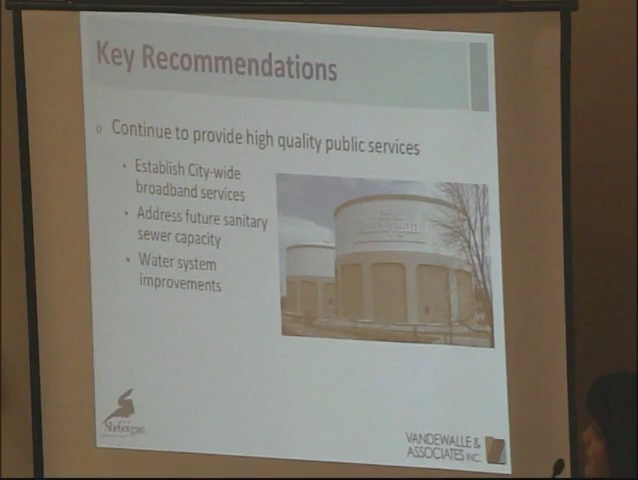 Key Recommendations
Continue to provide high quality public services
Establish City-wide
broadband services
Address future sanitary
sewer capacity
Water system
improvements
Sheboygan
VANDEWALLE &
ASSOCIATES INC.